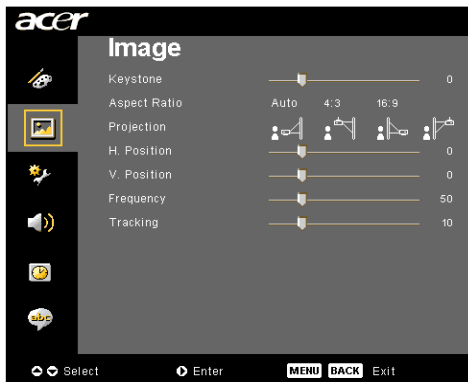 acer
Image
Keystone 0
Aspect Ratio Auto 4:3 16:9
Projection
H. Position 0
V. Position 0
Frequency 50
Tracking 10
abc
Select Enter MENU BACK Exit